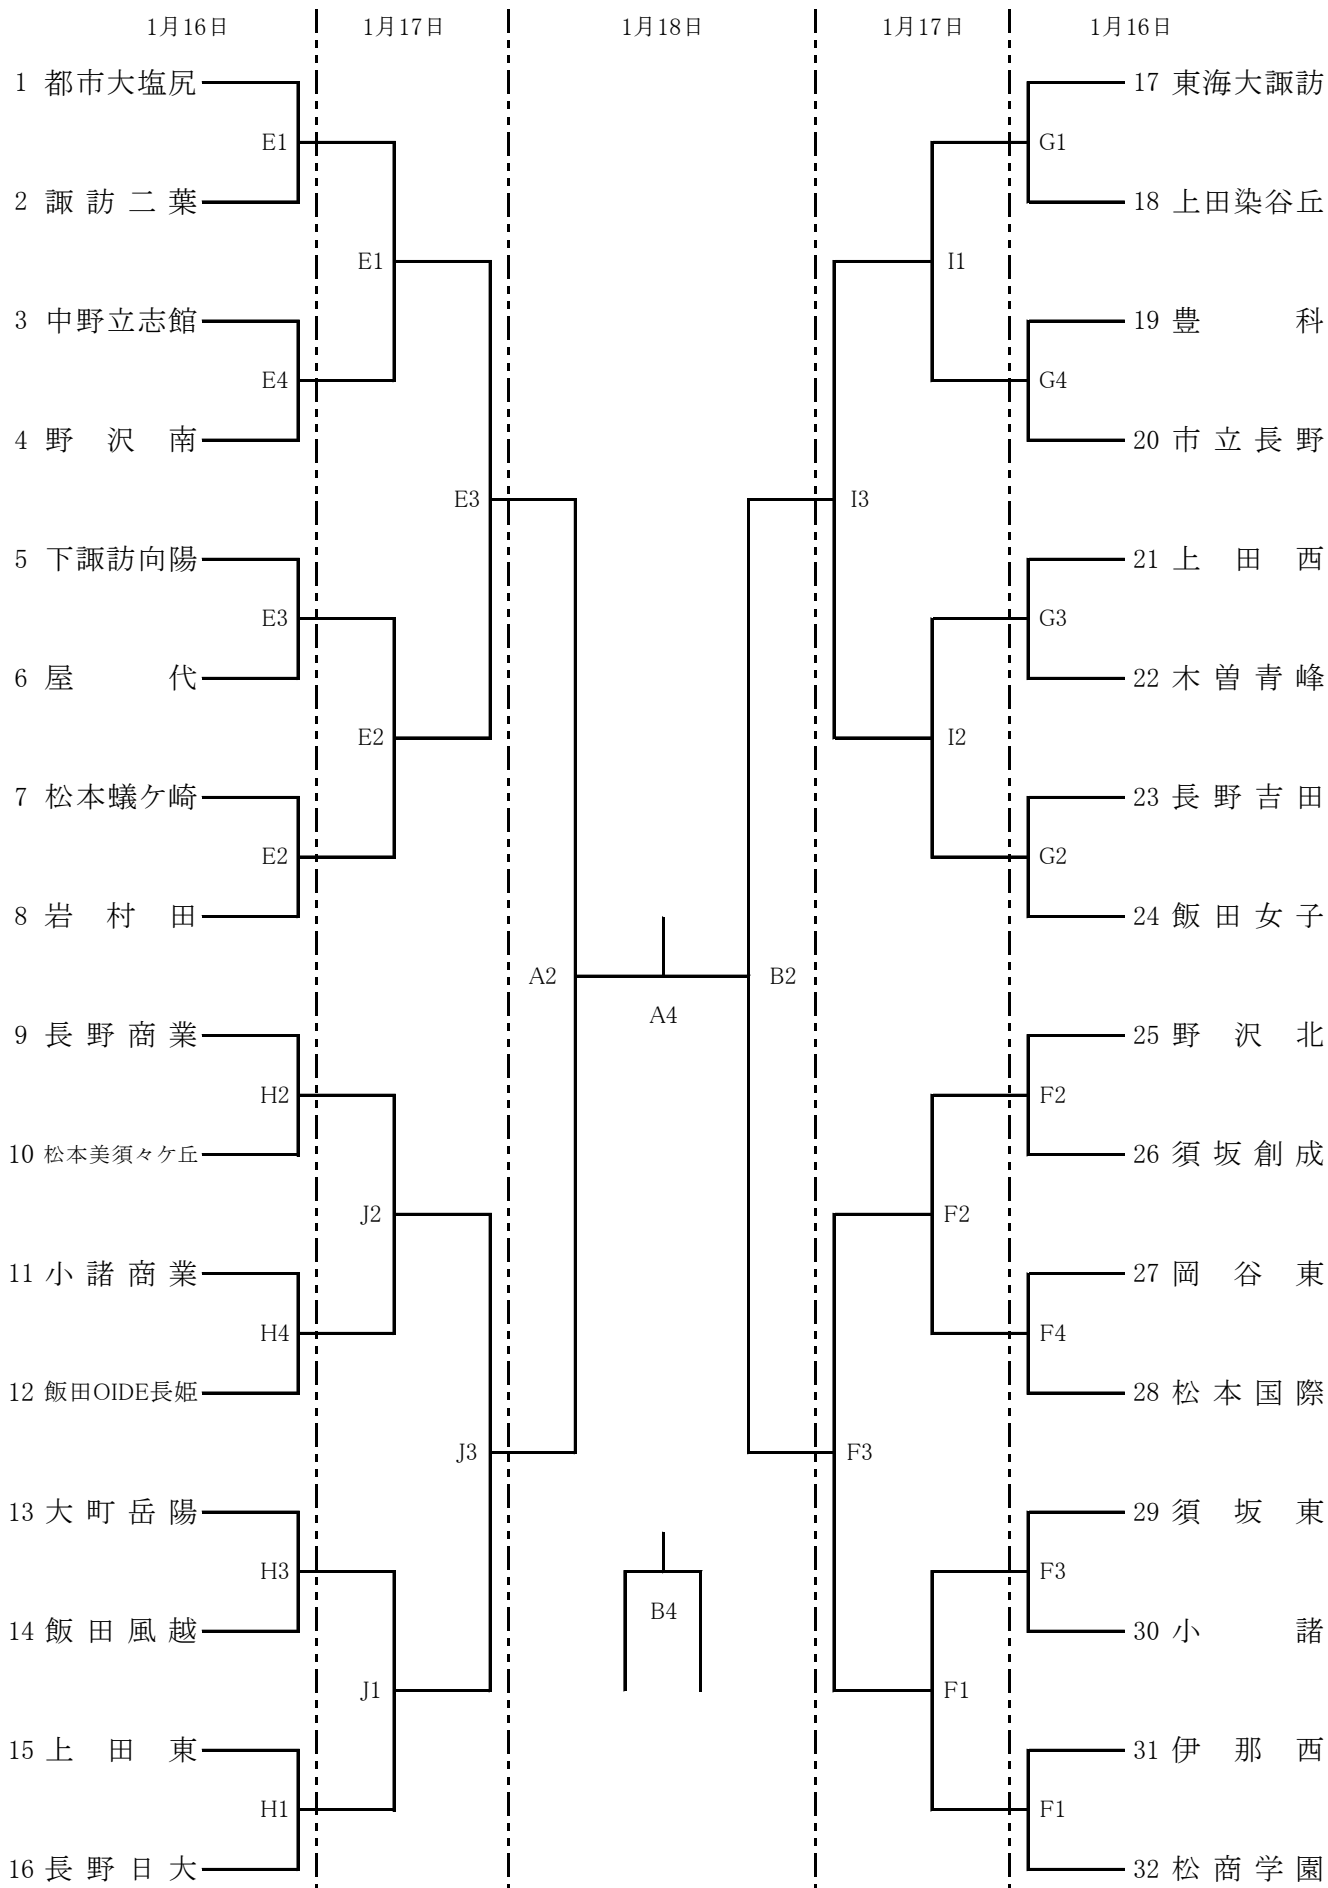 1月16日 1月17日 1月18日 1月17日 1月16日
1 都市大塩尻 17 東海大諏訪
E1 G1
2 諏訪二葉 18 上田染谷丘
E1 I1
3 中野立志館 19 豊科
E4 G4
4 野沢南 20 市立長野
E3 I3
5 下諏訪向陽 21 上田西
E3 G3
6 屋代 22 木曽青峰
E2 I2
7 松本蟻ケ崎 23 長野吉田
E2 G2
8 岩村田 24 飯田女子
A2 B2
A4
9 長野商業 25 野沢北
H2 F2
10 松本美須々ケ丘 26 須坂創成
J2 F2
11 小諸商業 27 岡谷東
H4 F4
12 飯田OIDE長姫 28 松本国際
J3 F3
13 大町岳陽 29 須坂東
H3 F3
B4
14 飯田風越 30 小諸
J1 F1
15 上田東 31 伊那西
H1 F1
16 長野日大 32 松商学園